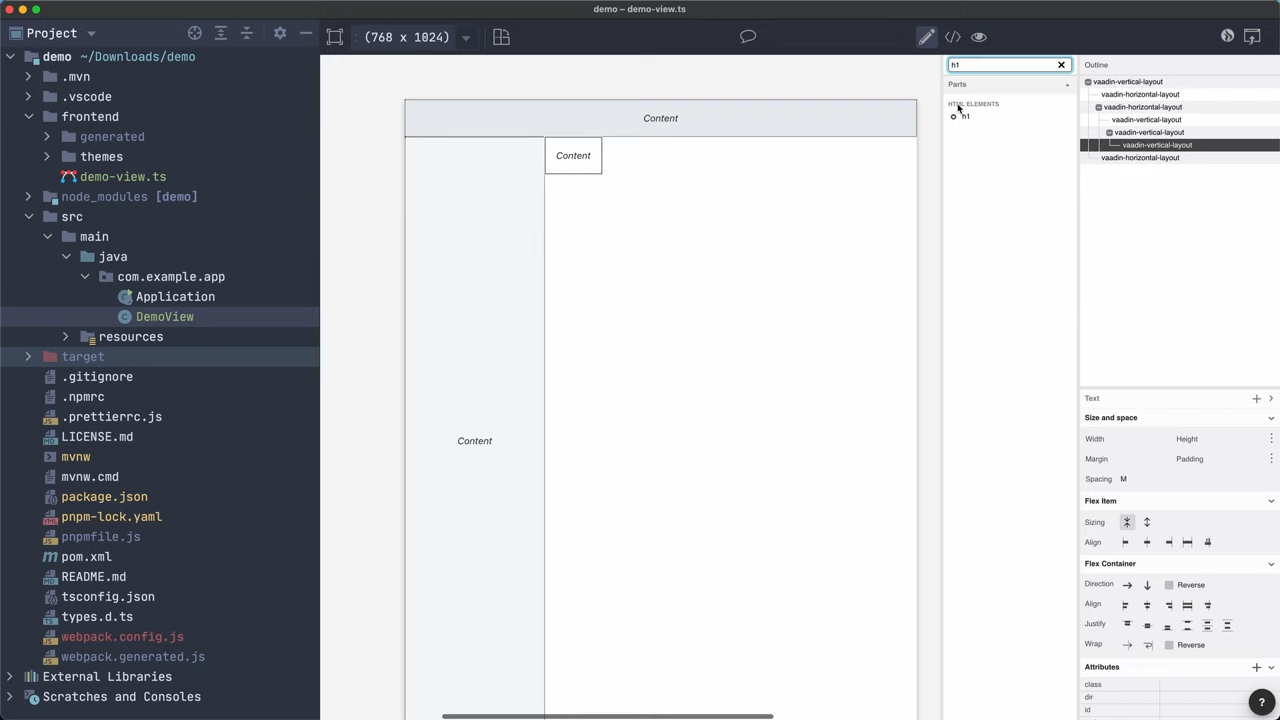 demo – demo-view.ts
Project
(768 x 1024)
demo ~/Downloads/demo
.mvn
.vscode
frontend
generated
themes
demo-view.ts
node_modules [demo]
src
main
java
com.example.app
Application
DemoView
resources
target
.gitignore
.npmrc
.prettierrc.js
LICENSE.md
mvnw
mvnw.cmd
package.json
pnpm-lock.yaml
pnpmfile.js
pom.xml
README.md
tsconfig.json
types.d.ts
webpack.config.js
webpack.generated.js
External Libraries
Scratches and Consoles
Content
Content
Content
h1
Parts
HTML ELEMENTS
h1
Outline
vaadin-vertical-layout
vaadin-horizontal-layout
vaadin-horizontal-layout
vaadin-vertical-layout
vaadin-vertical-layout
vaadin-vertical-layout
vaadin-horizontal-layout
Text
Size and space
Width Height
Margin Padding
Spacing M
Flex Item
Sizing
Align
Flex Container
Direction Reverse
Align
Justify
Wrap Reverse
Attributes
class
dir
id
?